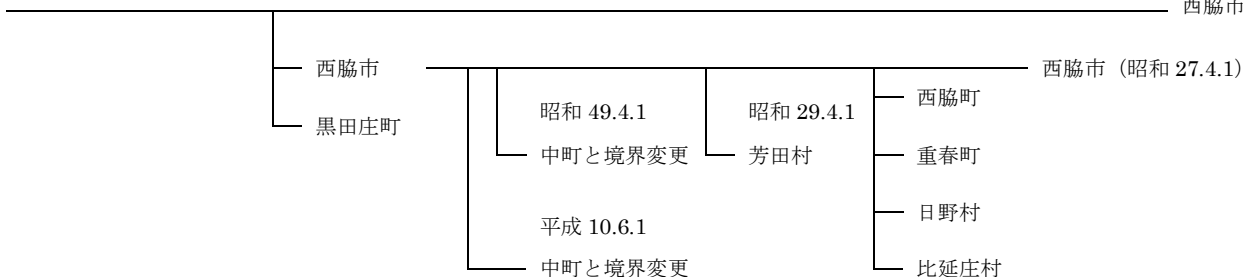 西脇市
西脇市
西脇市（昭和 27.4.1）
西脇町
昭和 49.4.1
昭和 29.4.1
黒田庄町
中町と境界変更
芳田村
重春町
日野村
平成 10.6.1
中町と境界変更
比延庄村